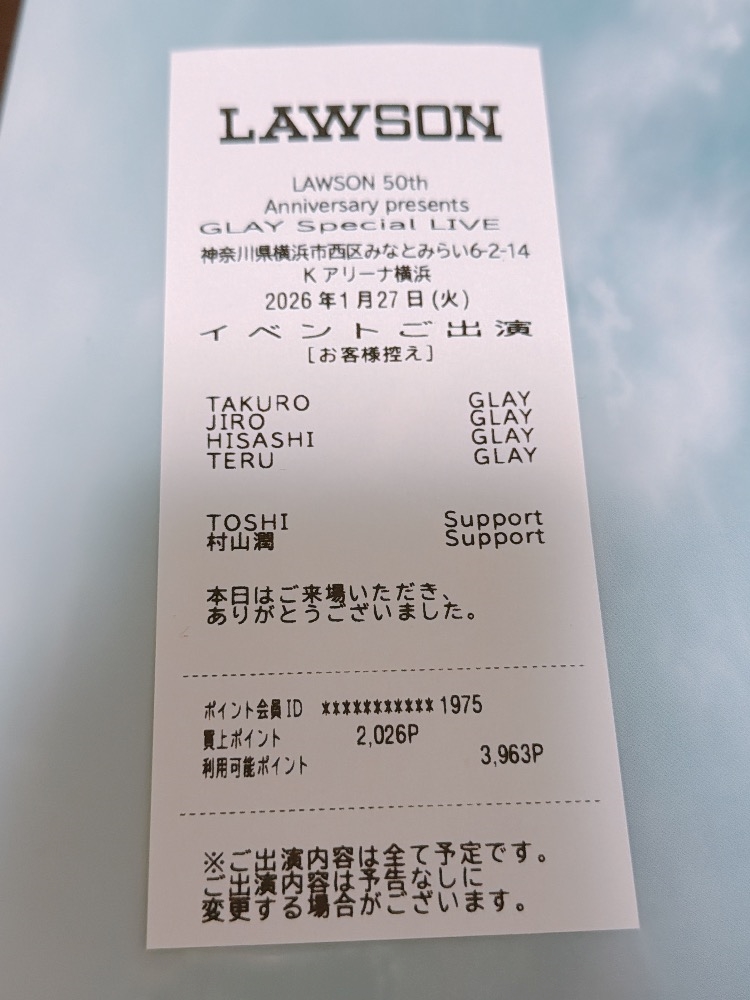 LAWSON
LAWSON 50th
Anniversary presents
GLAY Special LIVE
神奈川県横浜市西区みなとみらい6-2-14
K アリーナ横浜
2026年1月27日(火)
イベントご出演
[お客様控え]
TAKURO GLAY
JIRO GLAY
HISASHI GLAY
TERU GLAY
TOSHI Support
村山潤 Support
本日はご来場いただき、
ありがとうございました。
ポイント会員ID ***********1975
買上ポイント 2,026P
利用可能ポイント 3,963P
※ご出演内容は全て予定です。
ご出演内容は予告なしに
変更する場合がございます。